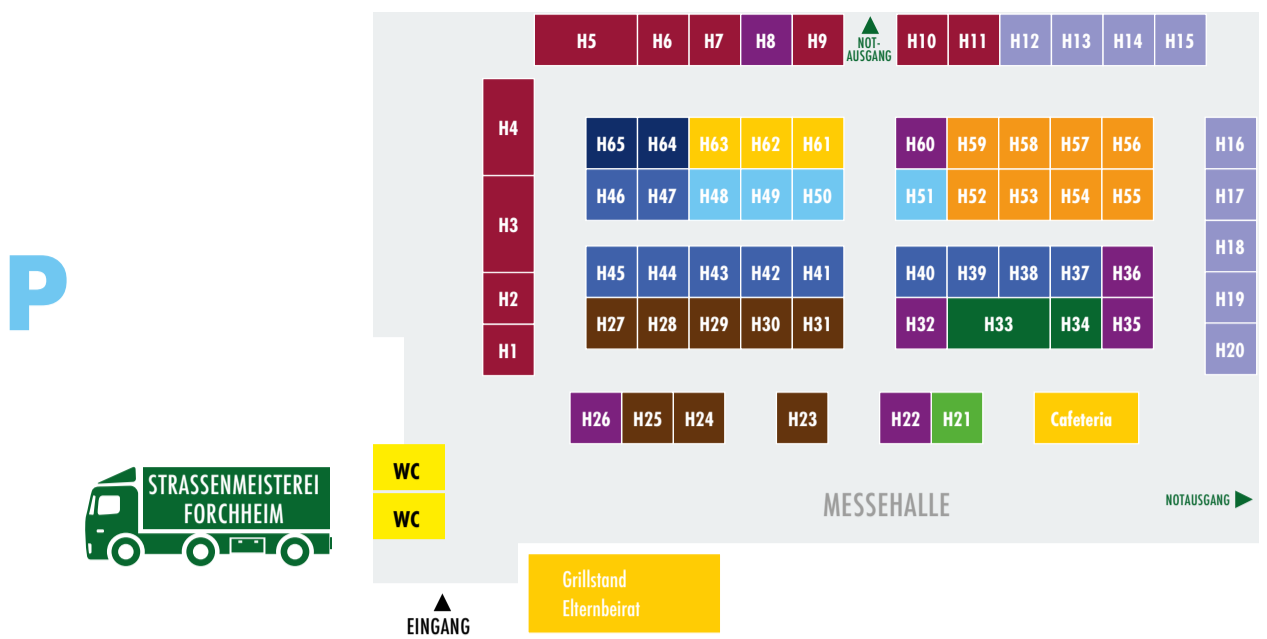 H5 H6 H7 H8 H9 NOT-
AUSGANG H10 H11 H12 H13 H14 H15
H4
H65 H64 H63 H62 H61 H60 H59 H58 H57 H56 H16
H46 H47 H48 H49 H50 H51 H52 H53 H54 H55 H17
H3
H18
H45 H44 H43 H42 H41 H40 H39 H38 H37 H36
P
H2 H19
H27 H28 H29 H30 H31 H32 H33 H34 H35
H1 H20
H26 H25 H24 H23 H22 H21 Cafeteria
WC
STRASSENMEISTEREI
FORCHHEIM
WC
MESSEHALLE
NOTAUSGANG
Grillstand
Elternbeirat
EINGANG